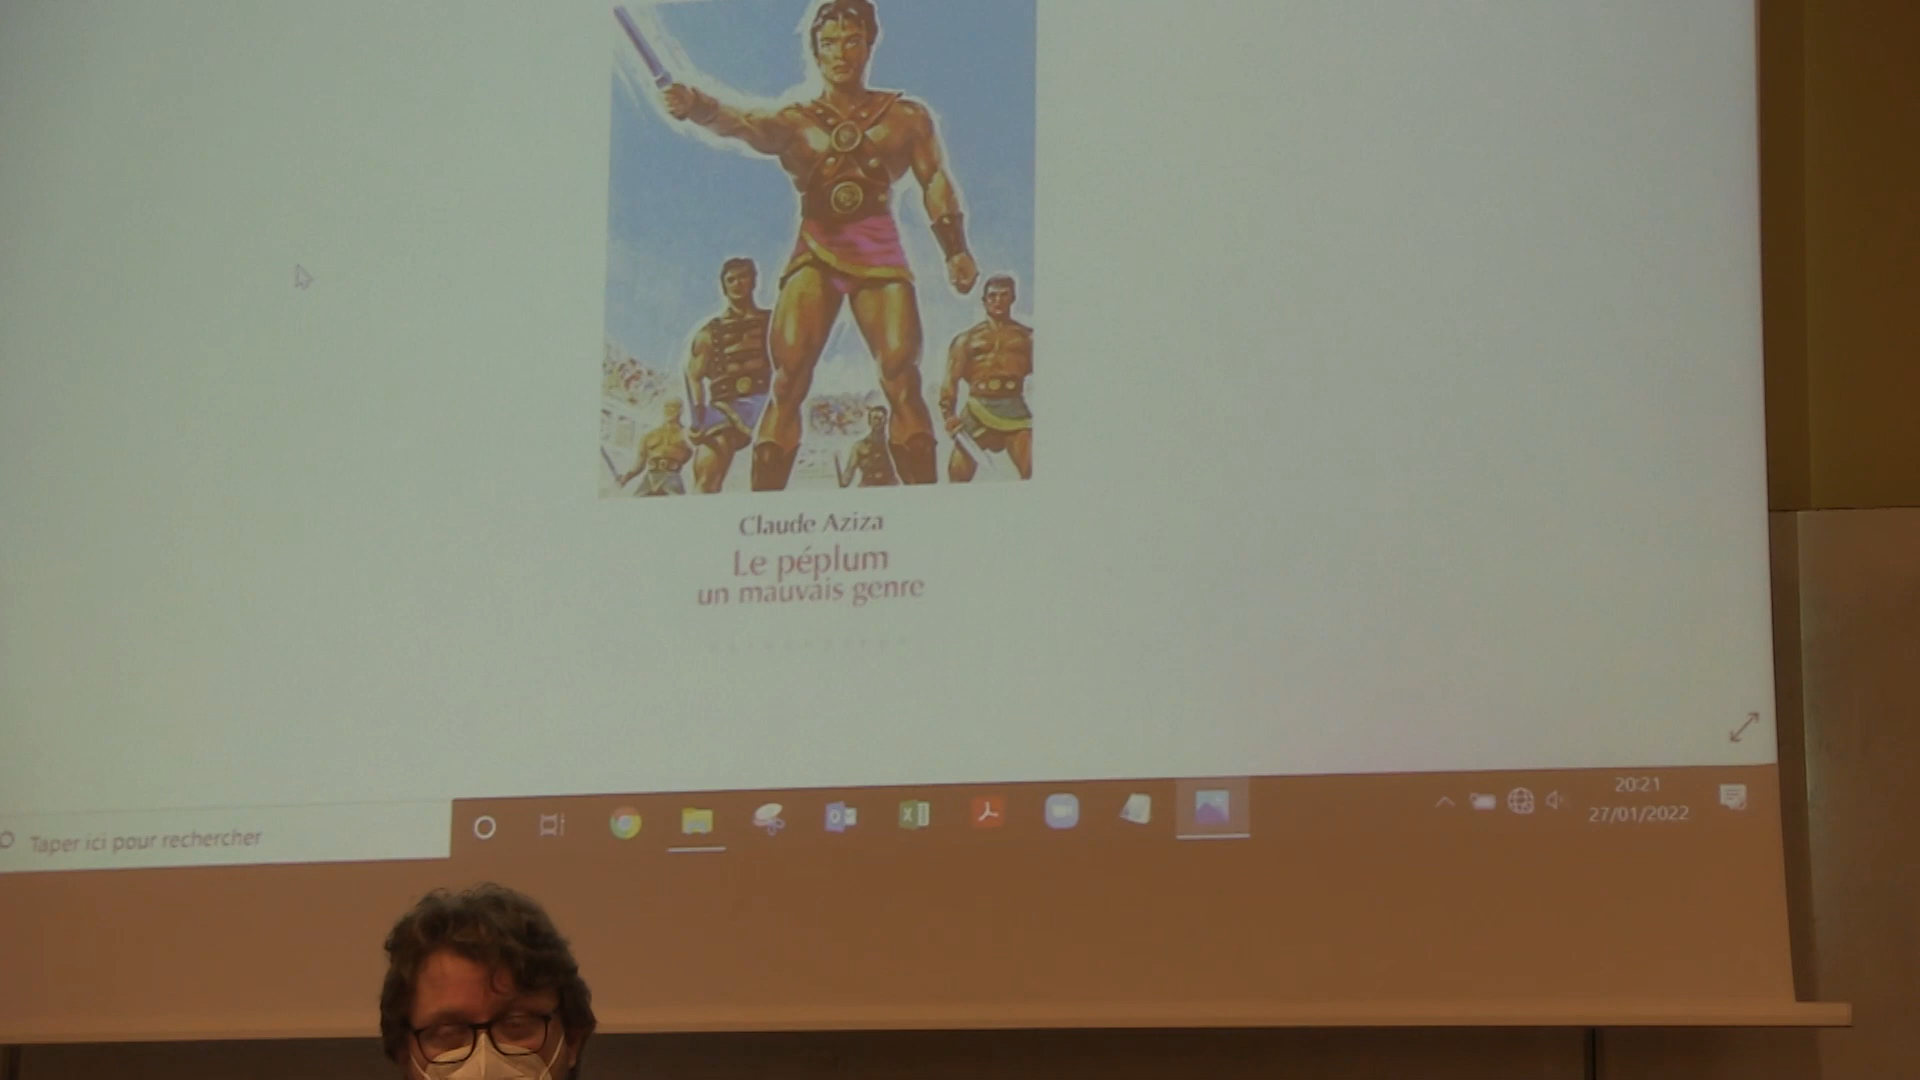 Claude Aziza
Le péplum
un mauvais genre
Taper ici pour rechercher
20:21
27/01/2022